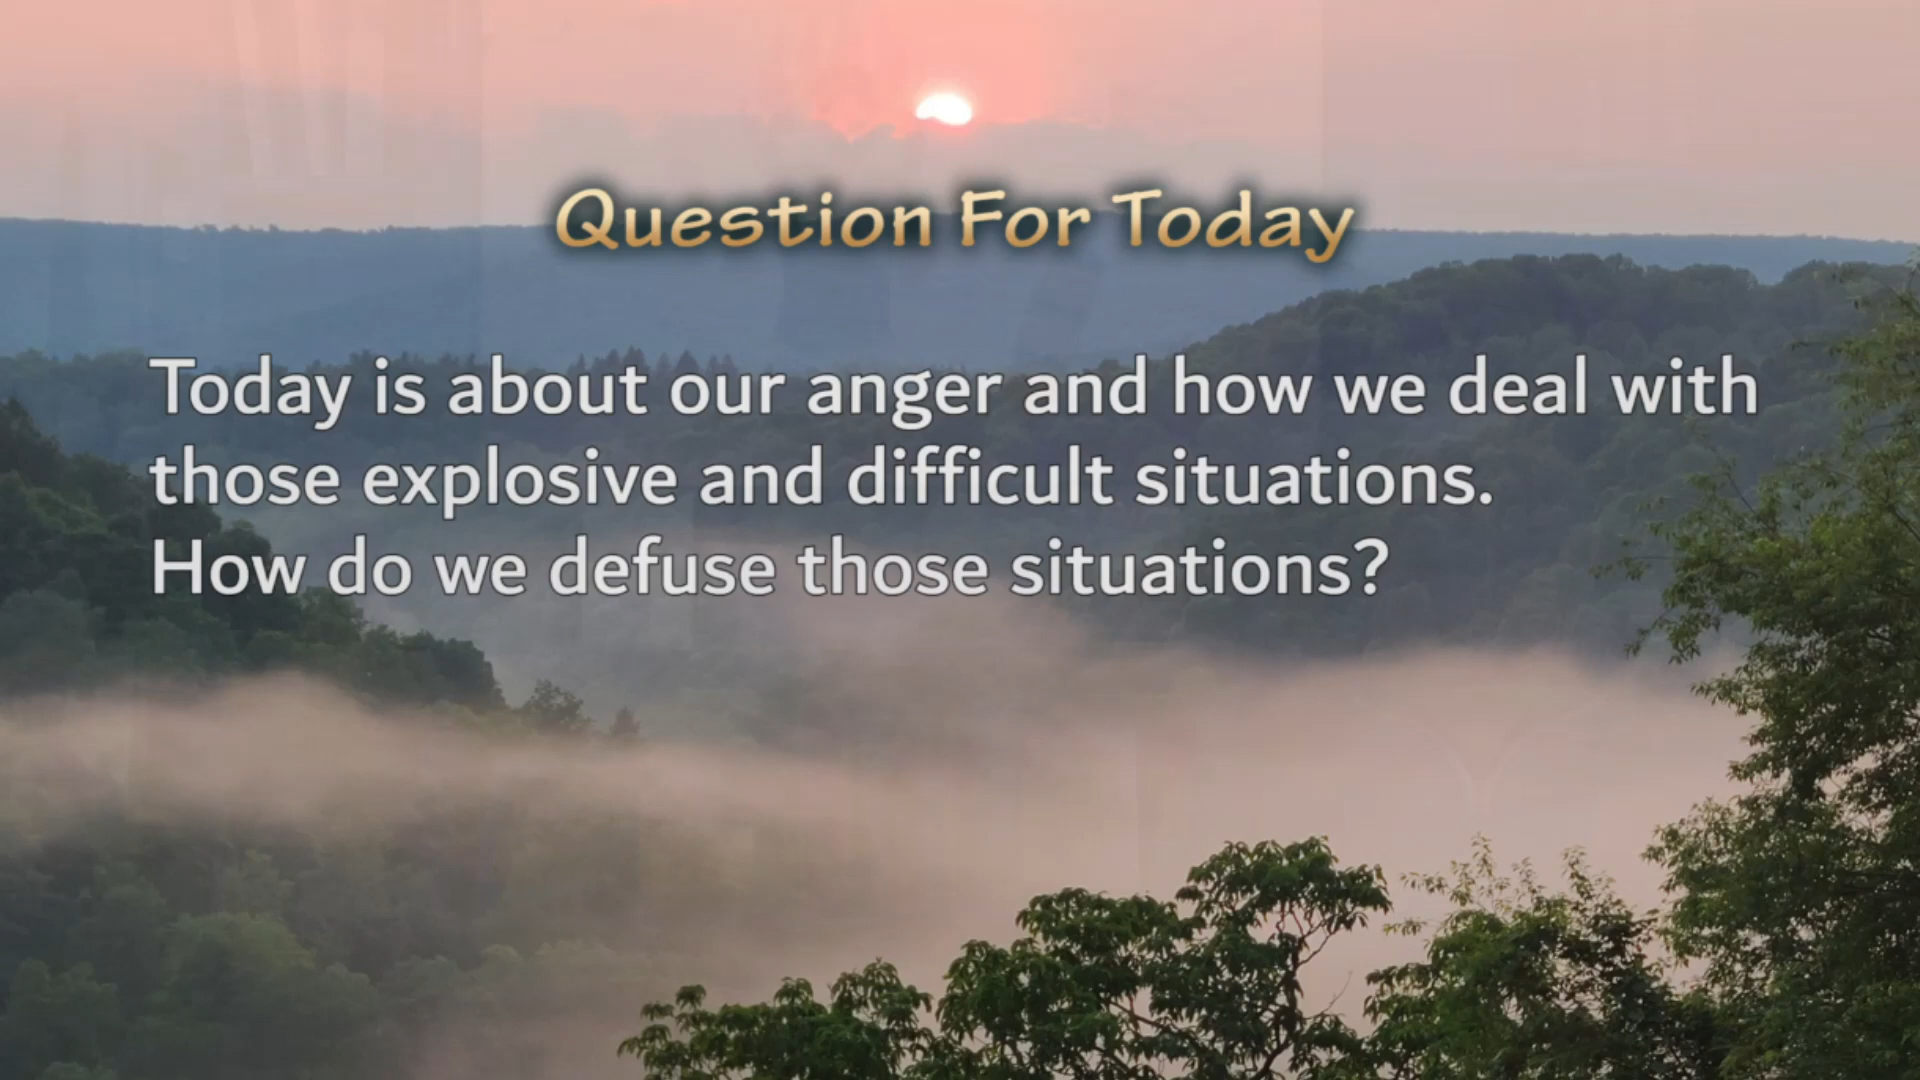 Question For Today
Today is about our anger and how we deal with
those explosive and difficult situations.
How do we defuse those situations?